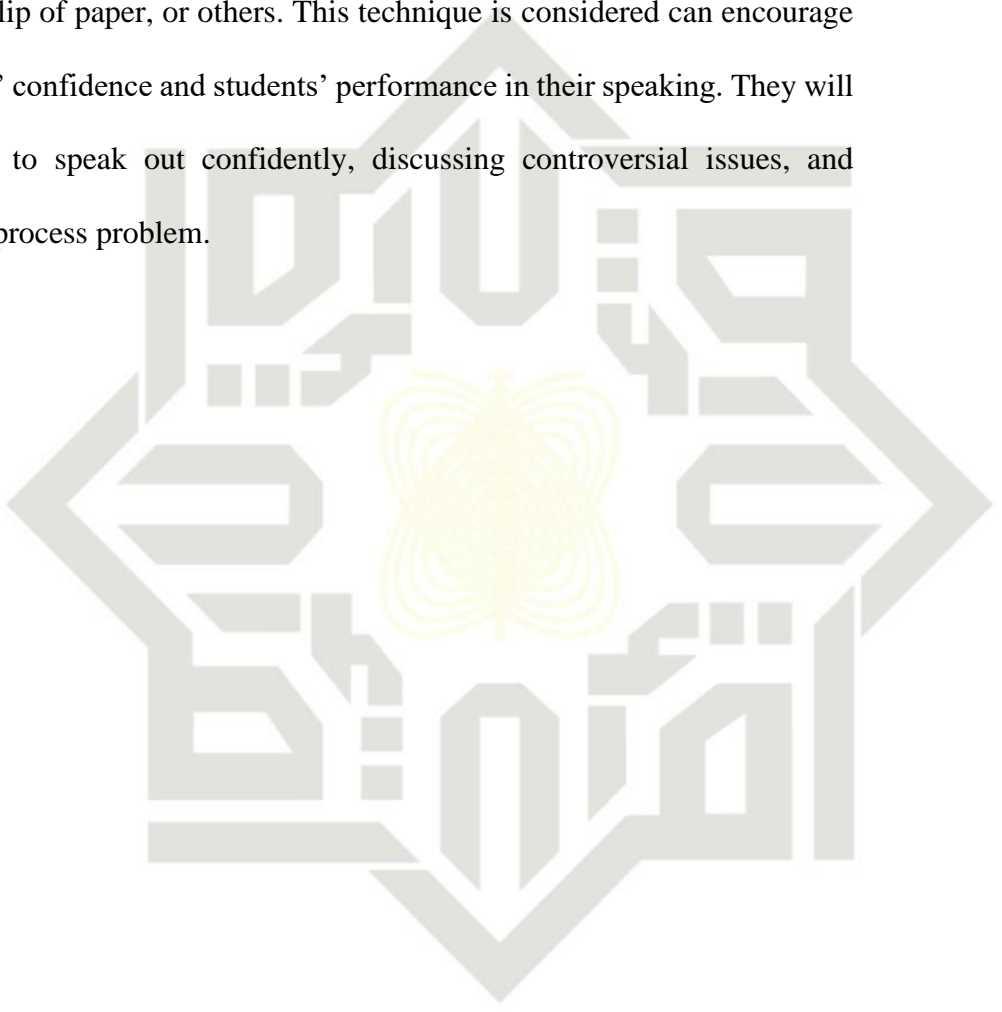 lip of paper, or others. This technique is considered can encourage
’ confidence and students’ performance in their speaking. They will
to speak out confidently, discussing controversial issues, and
process problem.